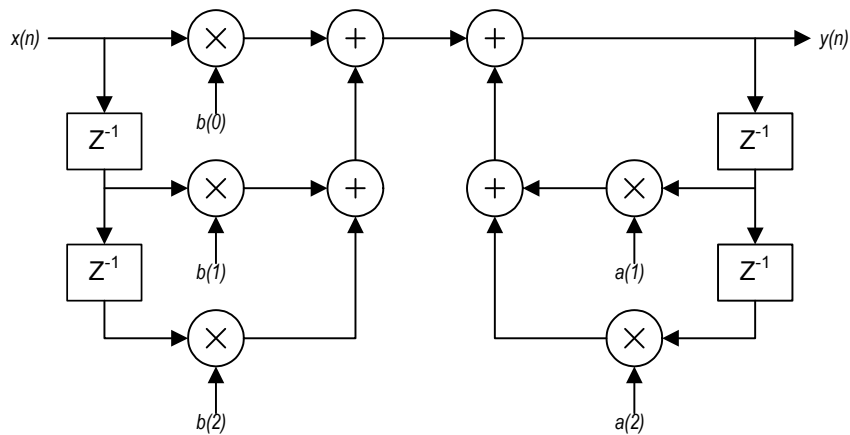 x(n) × + + y(n)
b(0)
Z-1 Z-1
× + + ×
b(1) a(1)
Z-1 Z-1
× ×
b(2) a(2)